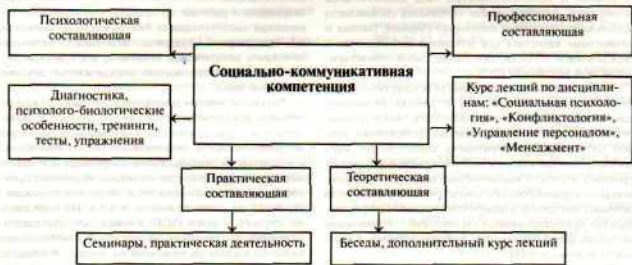 Психологическая
составляющая
Профессиональная
составляющая
Социально-коммуникативная
компетенция
Диагностика,
психолого-биологические
особенности, тренинги,
тесты, упражнения
Курс лекций по дисципли-
нам: «Социальная психоло-
гия», «Конфликтология»,
«Управление персоналом»,
«Менеджмент»
Практическая
составляющая
Теоретическая
составляющая
Семинары, практическая деятельность
Беседы, дополнительный курс лекций